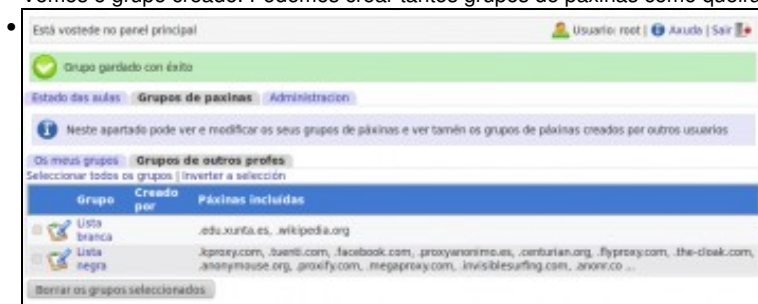 Vemos o grupo creado. Podemos crear tantos grupos de páxinas como queira
Está vostede no panel principal
Usuario: root | Axuda | Sair
Grupo gardado con éxito
Estado das aulas Grupos de paxinas Administracion
Neste apartado pode ver e modificar os seus grupos de páxinas e ver tamén os grupos de páxinas creados por outros usuarios
Os meus grupos Grupos de outros profes
Seleccionar todos os grupos | Inverter a selección
Grupo Creado por Páxinas incluídas
Lista branca .edu.xunta.es, .wikipedia.org
Lista negra .kproxy.com, .tuenti.com, .facebook.com, .proxyanonimo.es, .centurian.org, .flyproxy.com, .the-cloak.com,
.anonymouse.org, .proxify.com, .megaproxy.com, .invisiblesurfing.com, .anonr.co ...
Borrar os grupos seleccionados